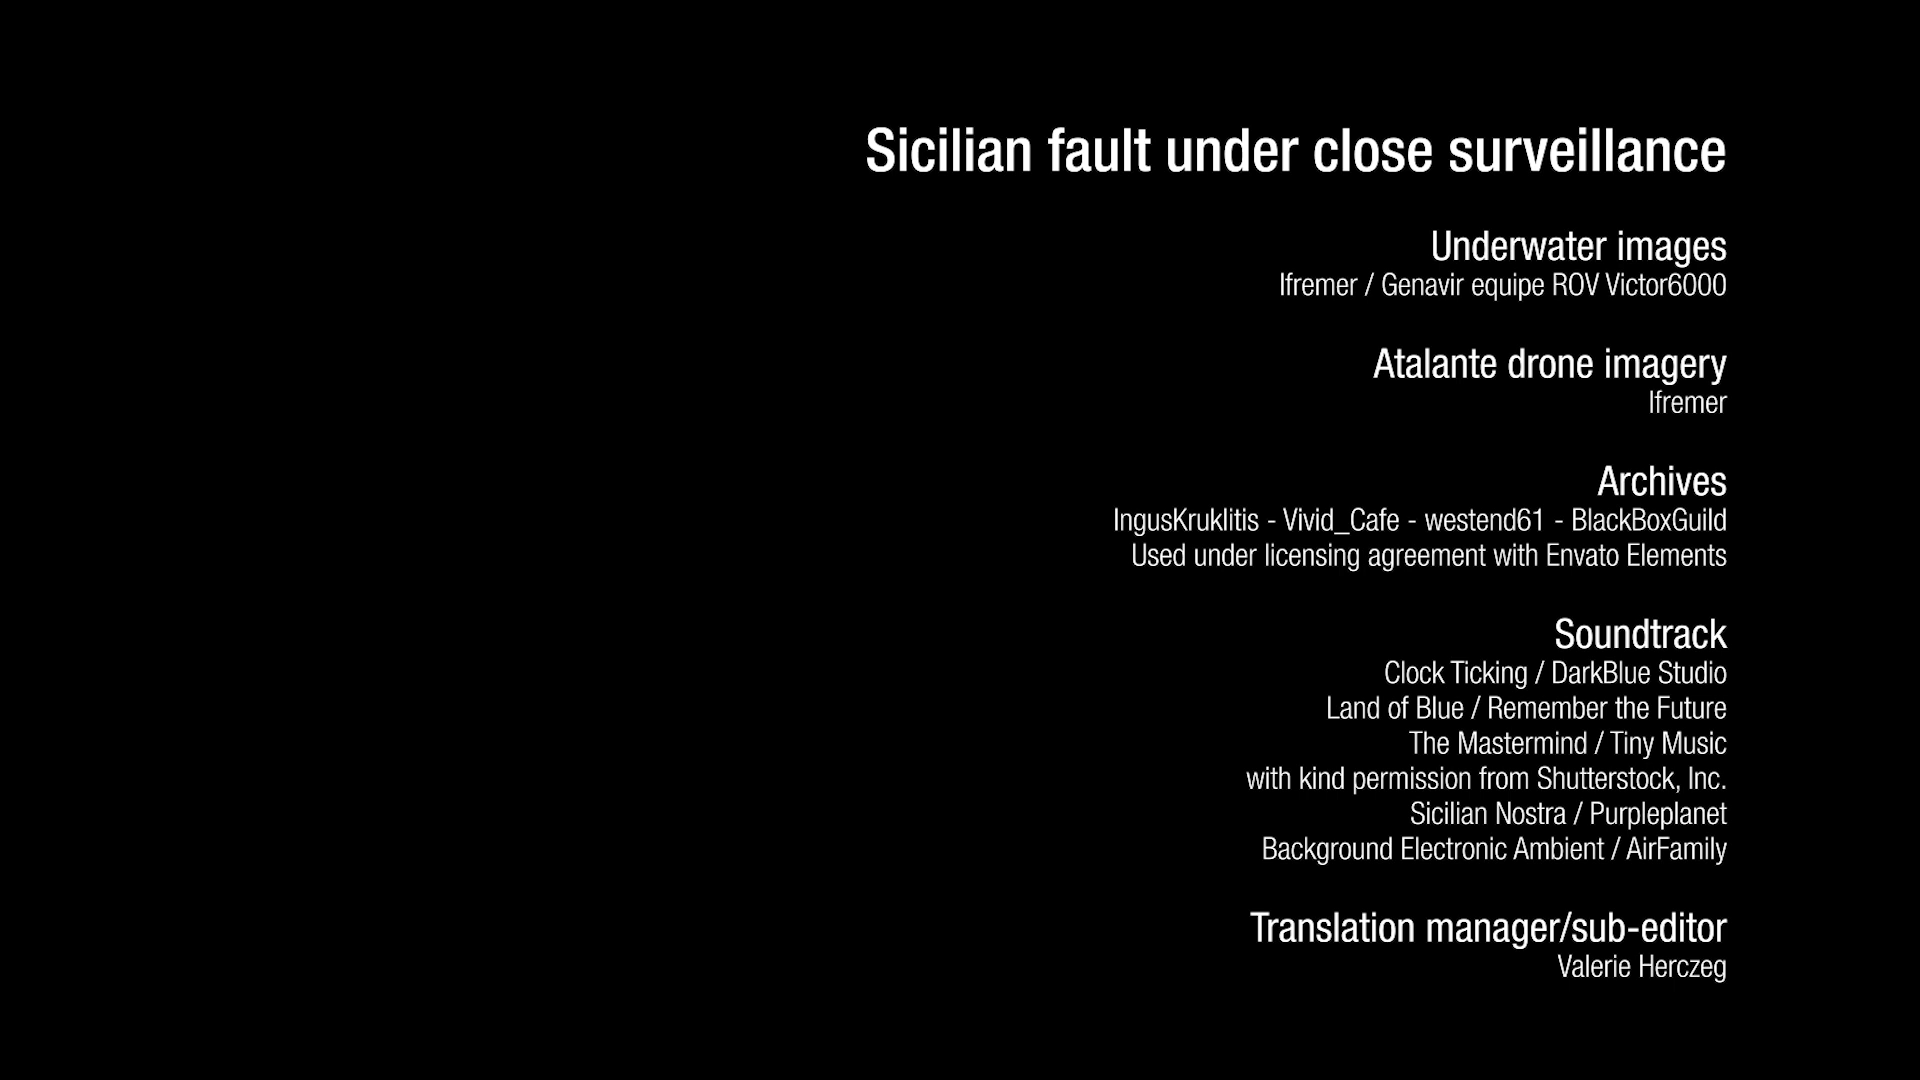 Sicilian fault under close surveillance
Underwater images
Ifremer / Genavir equipe ROV Victor6000
Atalante drone imagery
Ifremer
Archives
IngusKruklitis - Vivid_Cafe - westend61 - BlackBoxGuild
Used under licensing agreement with Envato Elements
Soundtrack
Clock Ticking / DarkBlue Studio
Land of Blue / Remember the Future
The Mastermind / Tiny Music
with kind permission from Shutterstock, Inc.
Sicilian Nostra / Purpleplanet
Background Electronic Ambient / AirFamily
Translation manager/sub-editor
Valerie Herczeg